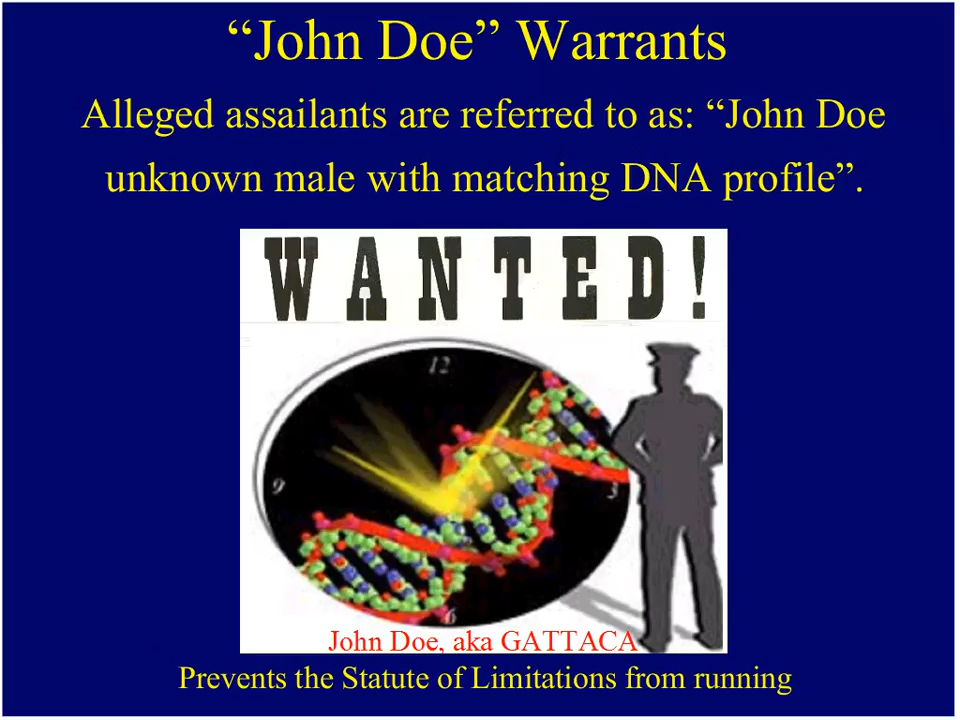 “John Doe” Warrants
Alleged assailants are referred to as: “John Doe
unknown male with matching DNA profile”.
WANTED!
12
9
3
6
John Doe, aka GATTACA
Prevents the Statute of Limitations from running